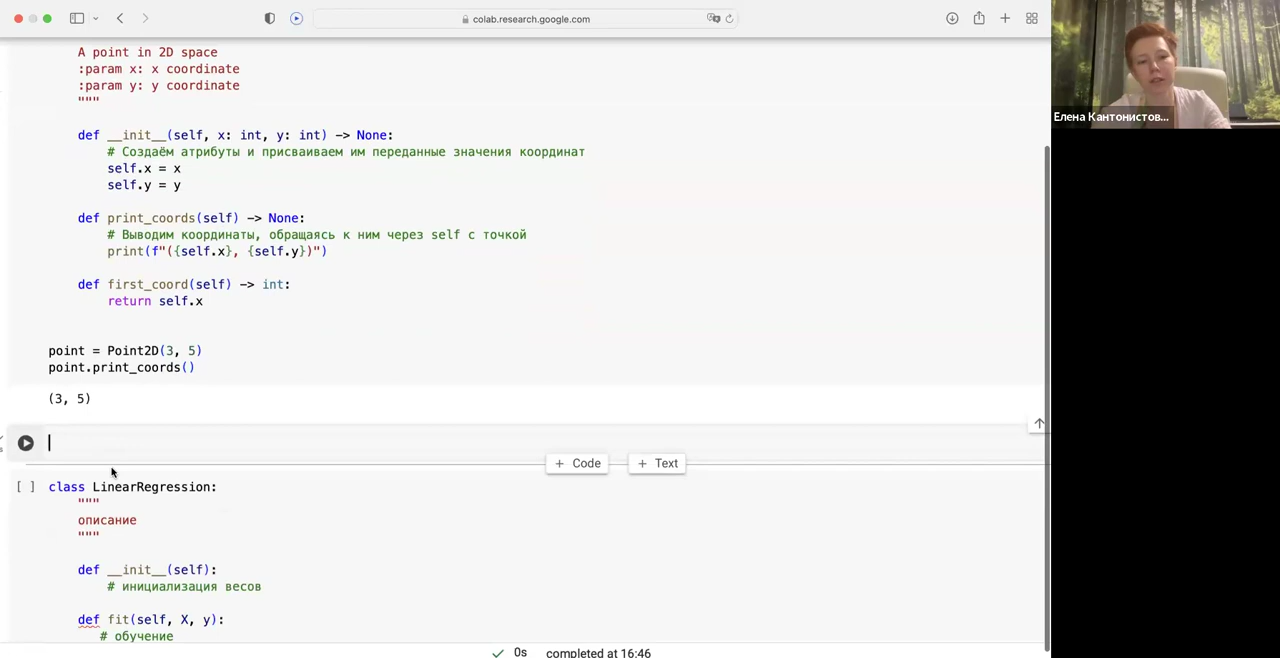 colab.research.google.com
A point in 2D space
:param x: x coordinate
:param y: y coordinate
"""
def __init__(self, x: int, y: int) -> None:
# Создаём атрибуты и присваиваем им переданные значения координат
self.x = x
self.y = y
def print_coords(self) -> None:
# Выводим координаты, обращаясь к ним через self с точкой
print(f"({self.x}, {self.y})")
def first_coord(self) -> int:
return self.x
point = Point2D(3, 5)
point.print_coords()
(3, 5)
+ Code + Text
[ ] class LinearRegression:
"""
описание
"""
def __init__(self):
# инициализация весов
def fit(self, X, y):
# обучение
0s completed at 16:46
Елена Кантонистов...